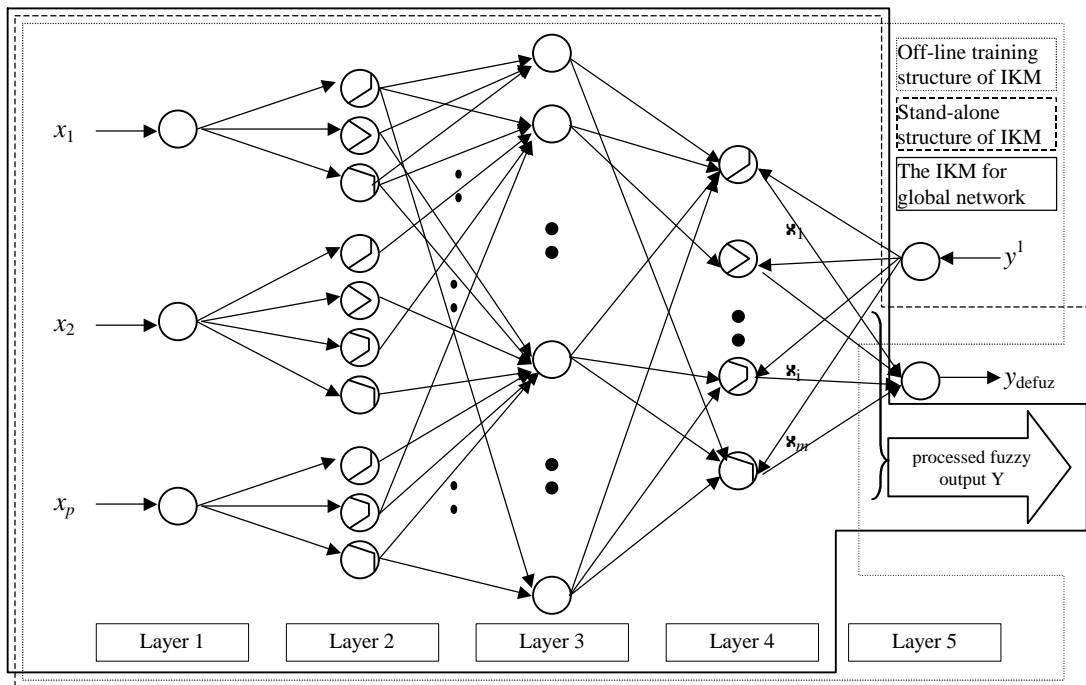 Off-line training
structure of IKM
Stand-alone
structure of IKM
The IKM for
global network
x1
x2
xp
1
i
m
y1
ydefuz
processed fuzzy
output Y
Layer 1
Layer 2
Layer 3
Layer 4
Layer 5